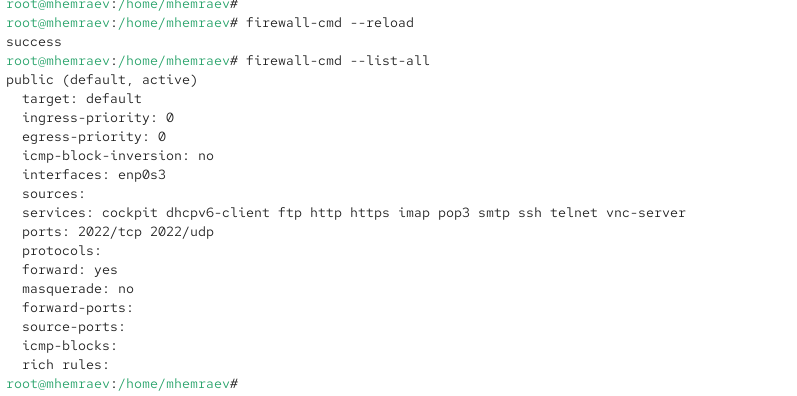 root@mhemraev:/home/mhemraev#
root@mhemraev:/home/mhemraev# firewall-cmd --reload
success
root@mhemraev:/home/mhemraev# firewall-cmd --list-all
public (default, active)
  target: default
  ingress-priority: 0
  egress-priority: 0
  icmp-block-inversion: no
  interfaces: enp0s3
  sources:
  services: cockpit dhcpv6-client ftp http https imap pop3 smtp ssh telnet vnc-server
  ports: 2022/tcp 2022/udp
  protocols:
  forward: yes
  masquerade: no
  forward-ports:
  source-ports:
  icmp-blocks:
  rich rules:
root@mhemraev:/home/mhemraev#